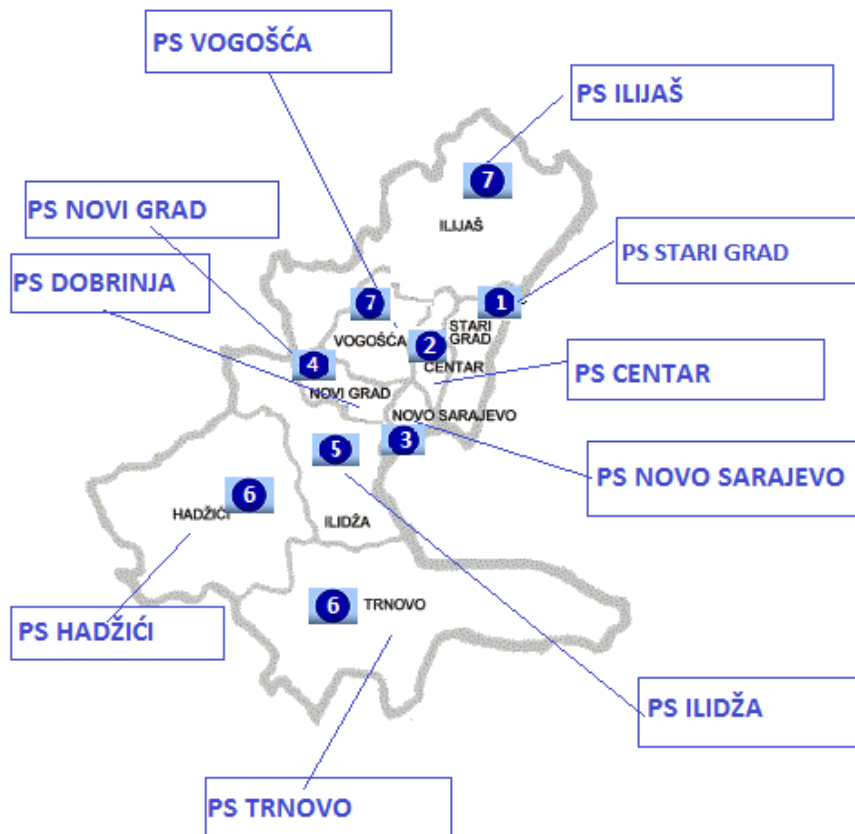 PS VOGOŠĆA
PS ILIJAŠ
7
PS NOVI GRAD
ILIJAŠ
PS STARI GRAD
PS DOBRINJA
7
1
STARI
GRAD
VOGOŠĆA
2
4
CENTAR
PS CENTAR
NOVI GRAD
NOVO SARAJEVO
3
5
PS NOVO SARAJEVO
6
HADŽIĆI
ILIDŽA
6
TRNOVO
PS HADŽIĆI
PS ILIDŽA
PS TRNOVO